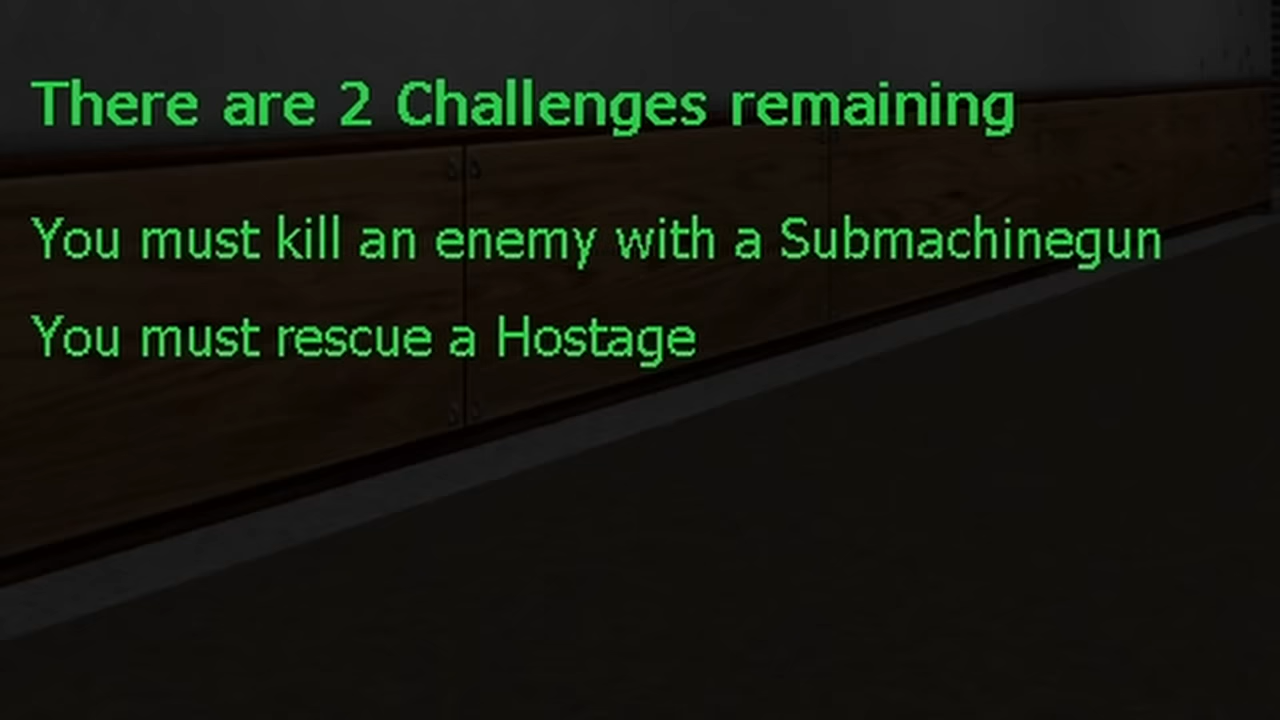 There are 2 Challenges remaining
You must kill an enemy with a Submachinegun
You must rescue a Hostage